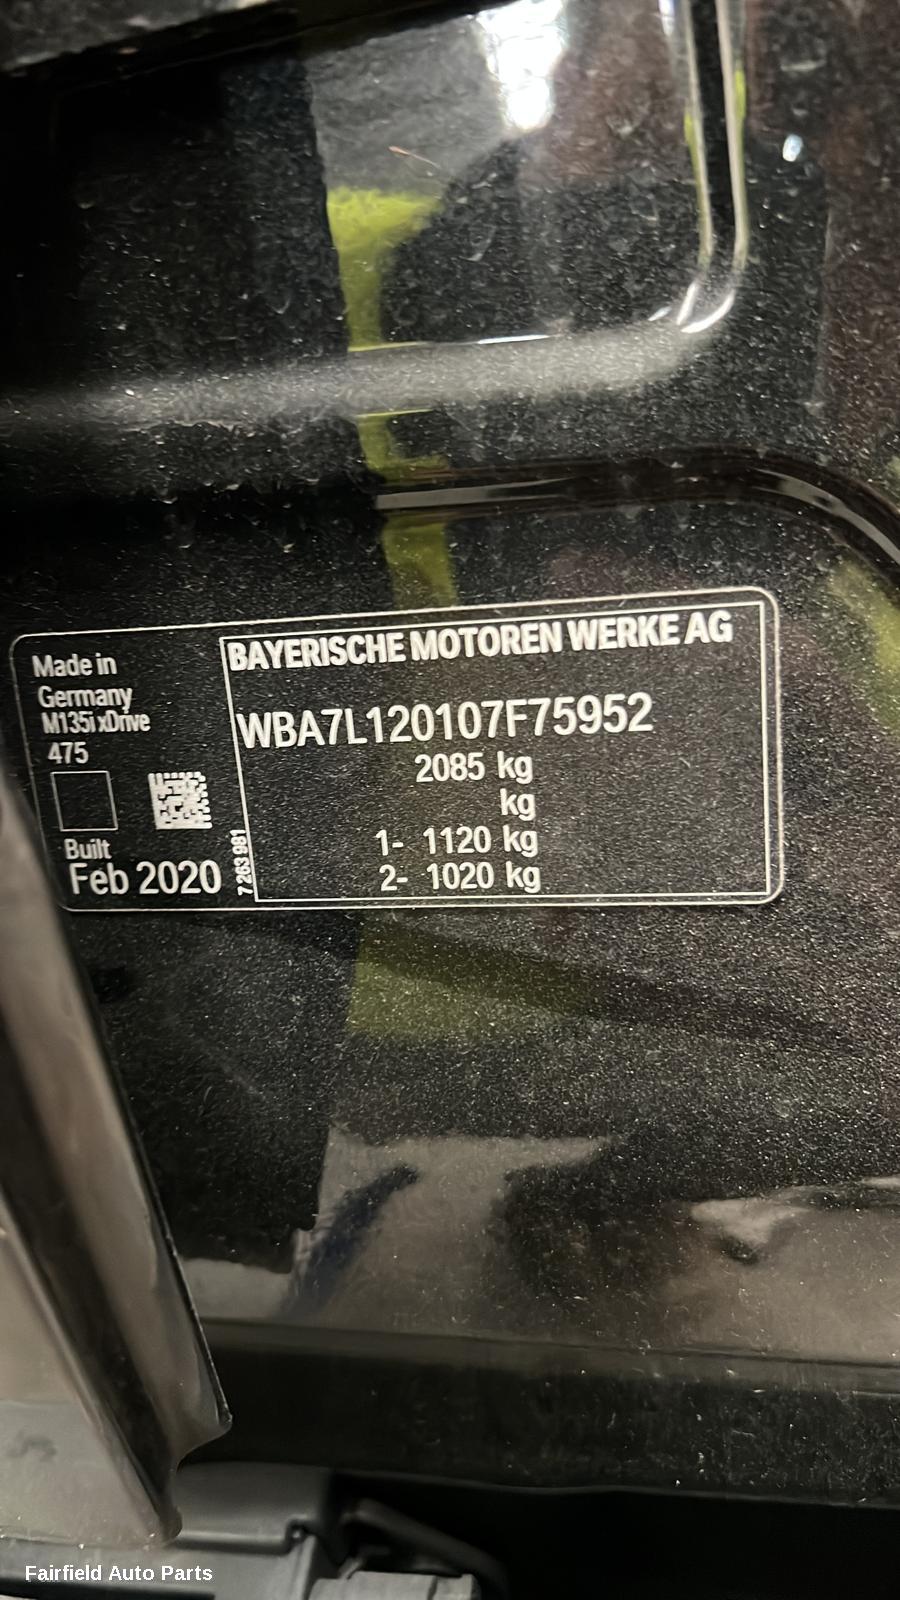 Made in
Germany
M135i xDrive
475
Built
Feb 2020
7 263 981
BAYERISCHE MOTOREN WERKE AG
WBA7L120107F75952
2085 kg
kg
1- 1120 kg
2- 1020 kg
Fairfield Auto Parts